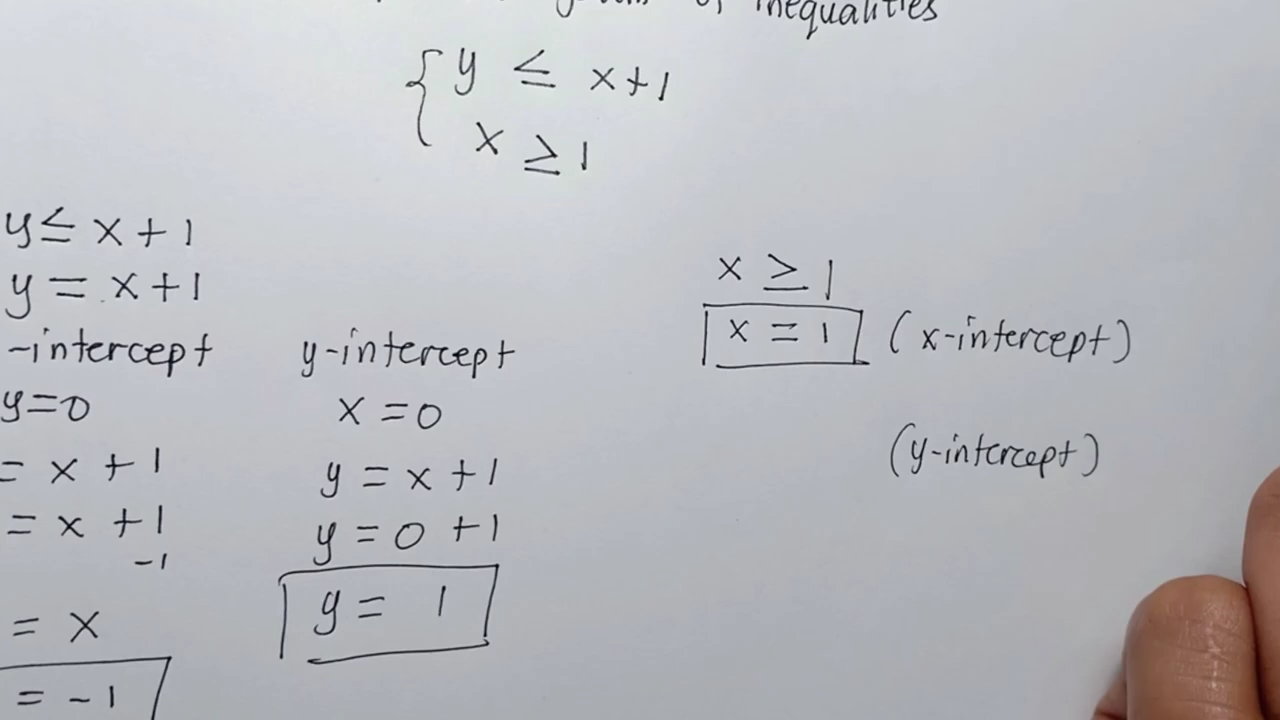 of inequalities
y ≤ x+1
x ≥ 1
y ≤ x + 1
y = x +1
-intercept
y=0
= x + 1
= x +1
-1
= x
= -1
y-intercept
x =0
y = x +1
y = 0 +1
y = 1
x ≥ 1
x = 1 (x-intercept)
(y-intercept)